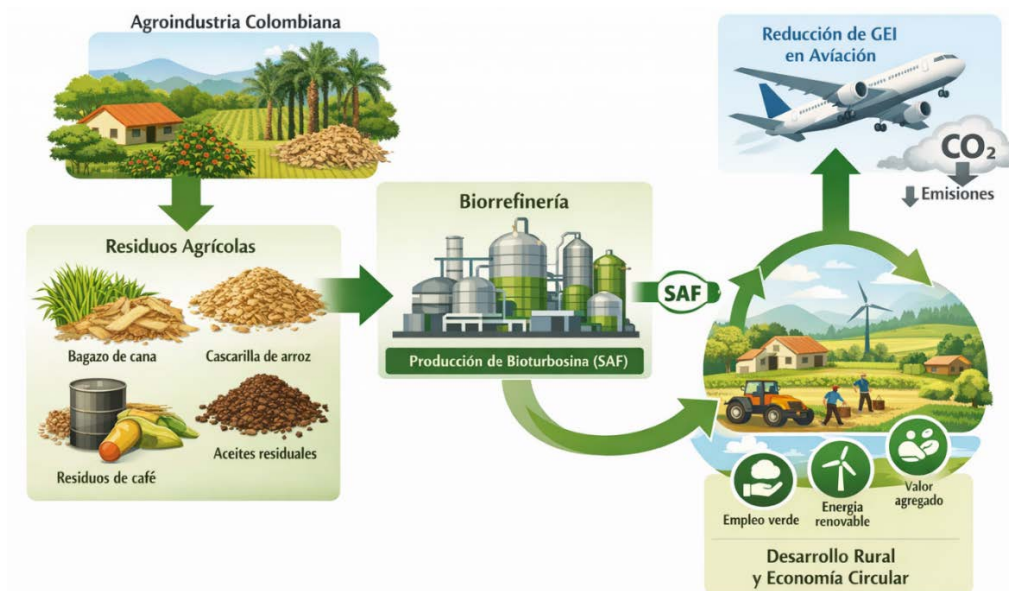 Agroindustria Colombiana
Residuos Agrícolas
Bagazo de cana
Cascarilla de arroz
Residuos de café
Aceites residuales
Biorrefinería
Producción de Bioturbosina (SAF)
SAF
Reducción de GEI
en Aviación
CO₂
Emisiones
Empleo verde
Energia
renovable
Valor
agregado
Desarrollo Rural
y Economía Circular